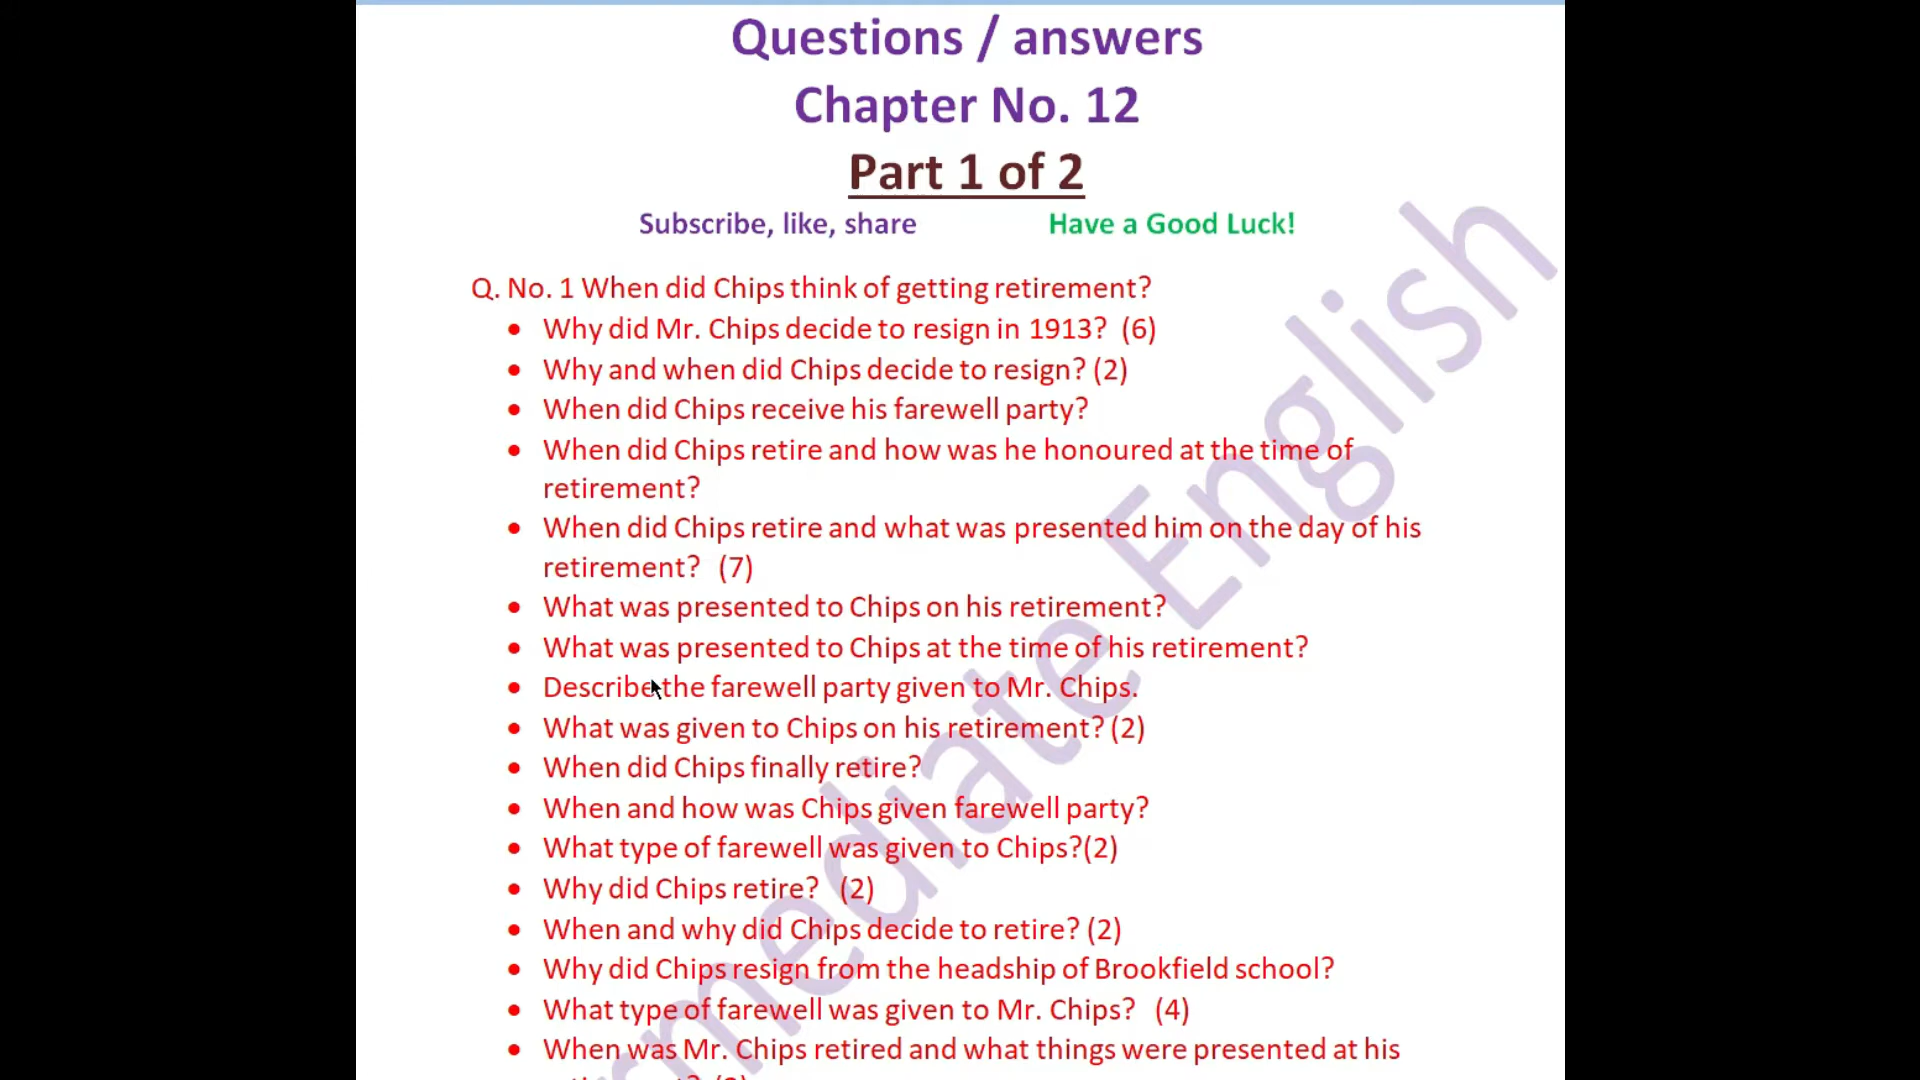 Questions / answers
Chapter No. 12
Part 1 of 2
Subscribe, like, share Have a Good Luck!
Q. No. 1 When did Chips think of getting retirement?
• Why did Mr. Chips decide to resign in 1913? (6)
• Why and when did Chips decide to resign? (2)
• When did Chips receive his farewell party?
• When did Chips retire and how was he honoured at the time of
retirement?
• When did Chips retire and what was presented him on the day of his
retirement? (7)
• What was presented to Chips on his retirement?
• What was presented to Chips at the time of his retirement?
• Describe the farewell party given to Mr. Chips.
• What was given to Chips on his retirement? (2)
• When did Chips finally retire?
• When and how was Chips given farewell party?
• What type of farewell was given to Chips?(2)
• Why did Chips retire? (2)
• When and why did Chips decide to retire? (2)
• Why did Chips resign from the headship of Brookfield school?
• What type of farewell was given to Mr. Chips? (4)
• When was Mr. Chips retired and what things were presented at his
English